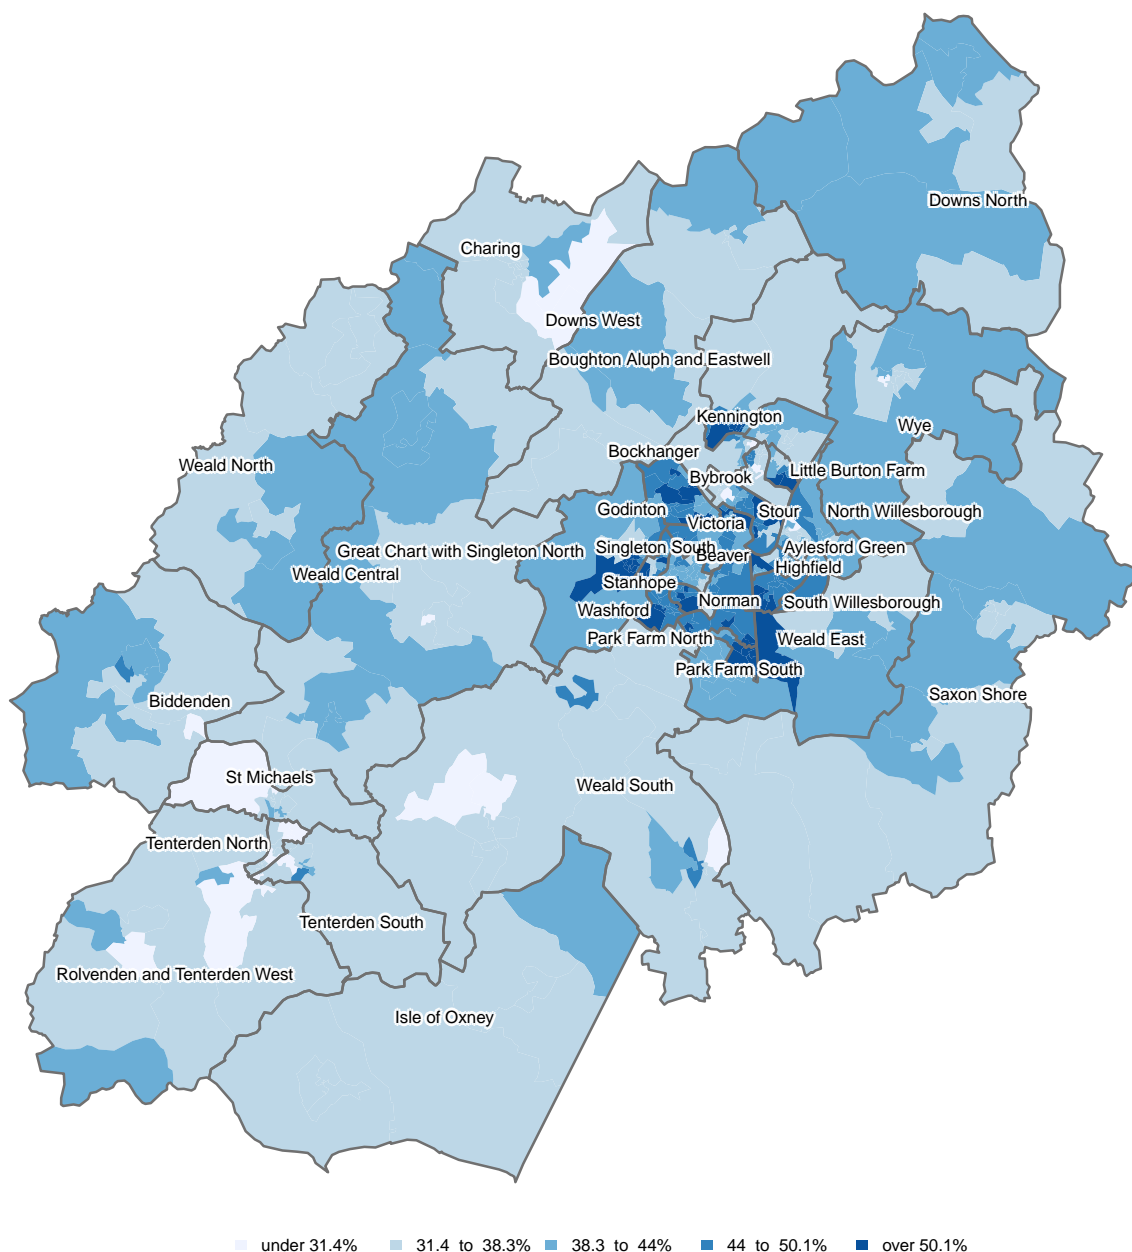 Downs North
Charing
Downs West
Boughton Aluph and Eastwell
Kennington
Wye
Bockhanger
Weald North
Little Burton Farm
Bybrook
Godinton
Stour
North Willesborough
Victoria
Singleton South
Aylesford Green
Great Chart with Singleton North
Beaver
Highfield
Weald Central
Stanhope
Norman
South Willesborough
Washford
Park Farm North
Weald East
Park Farm South
Saxon Shore
Biddenden
St Michaels
Weald South
Tenterden North
Tenterden South
Rolvenden and Tenterden West
Isle of Oxney
under 31.4% 31.4 to 38.3% 38.3 to 44% 44 to 50.1% over 50.1%